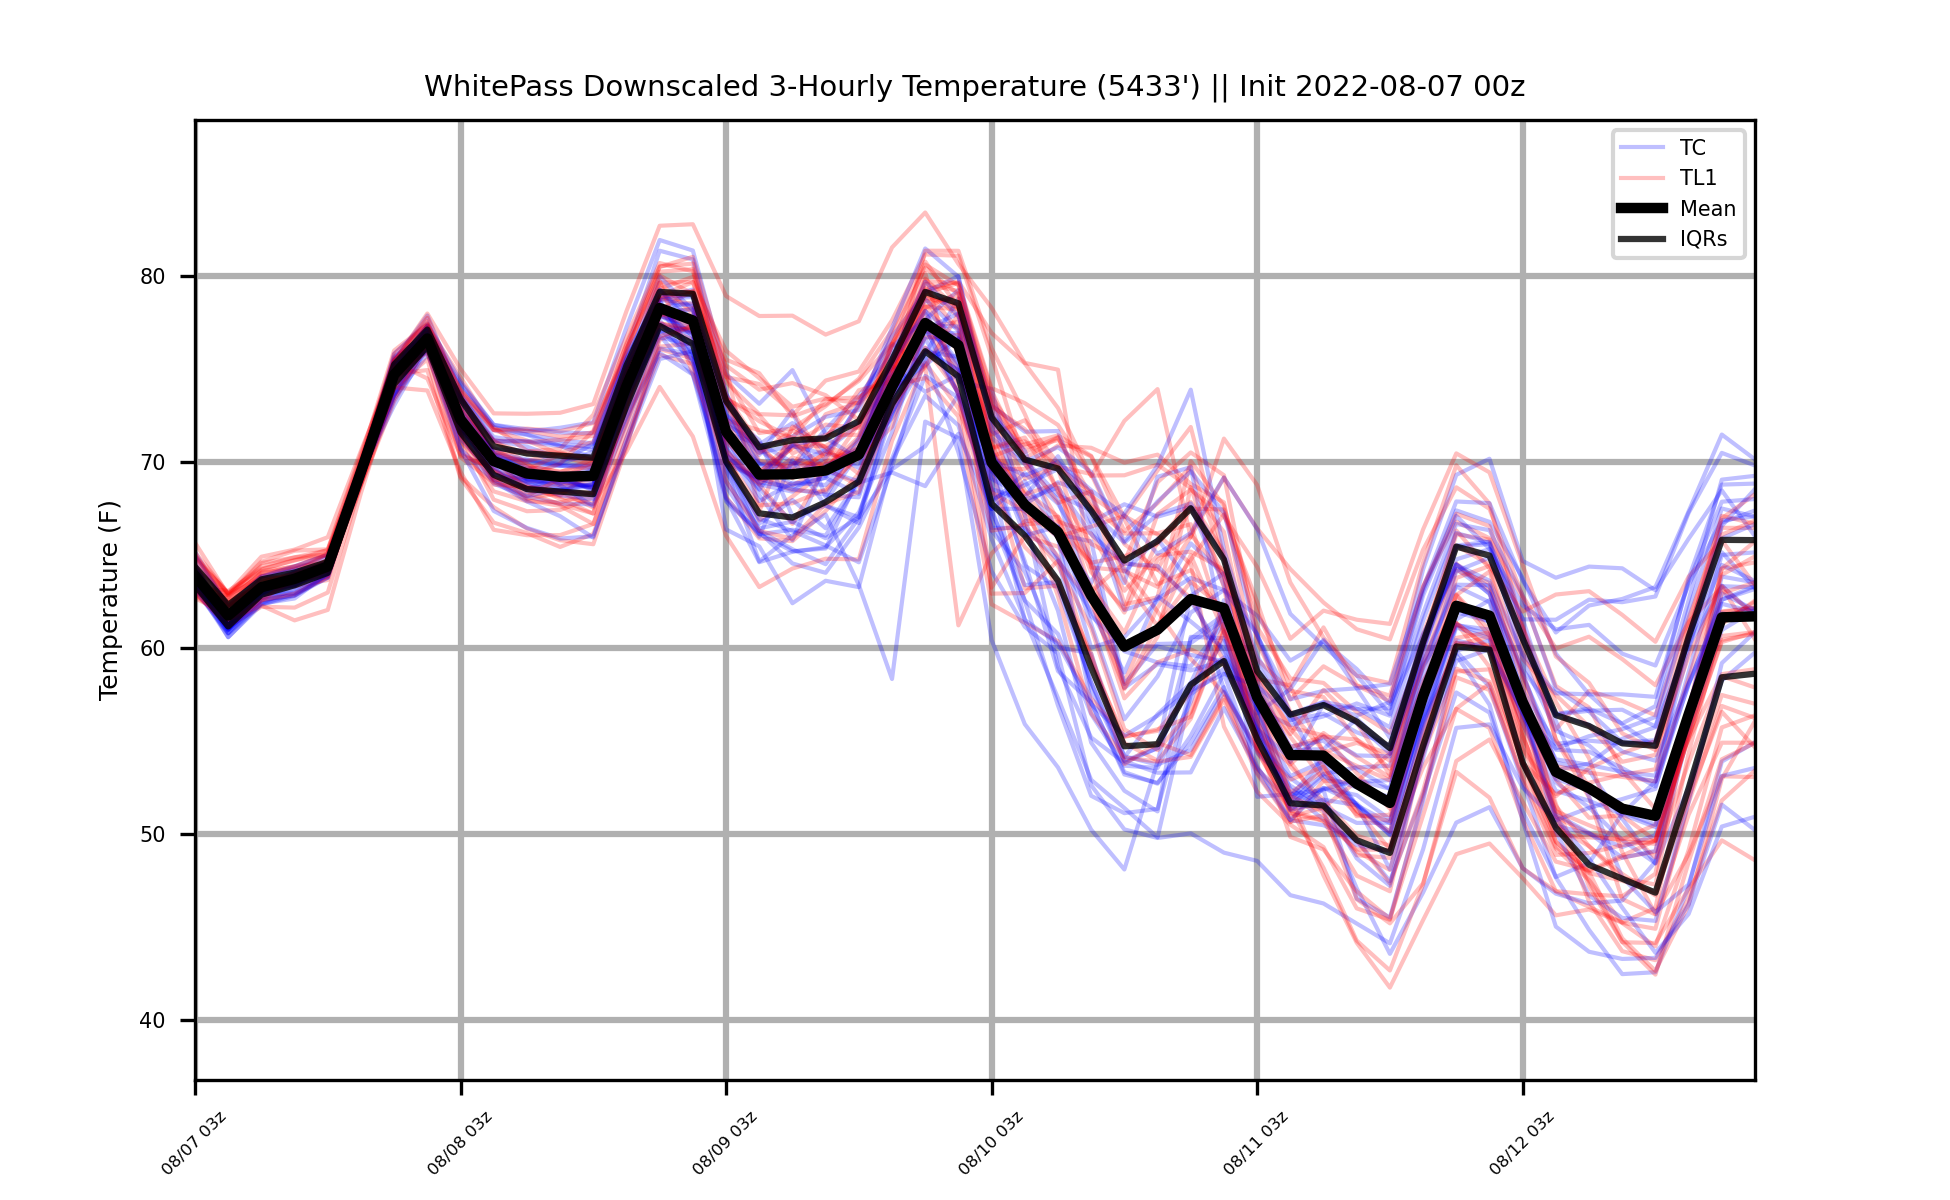 WhitePass Downscaled 3-Hourly Temperature (5433') || Init 2022-08-07 00z
TC
TL1
Mean
IQRs
Temperature (F)
80
70
60
50
40
08/07 03z
08/08 03z
08/09 03z
08/10 03z
08/11 03z
08/12 03z